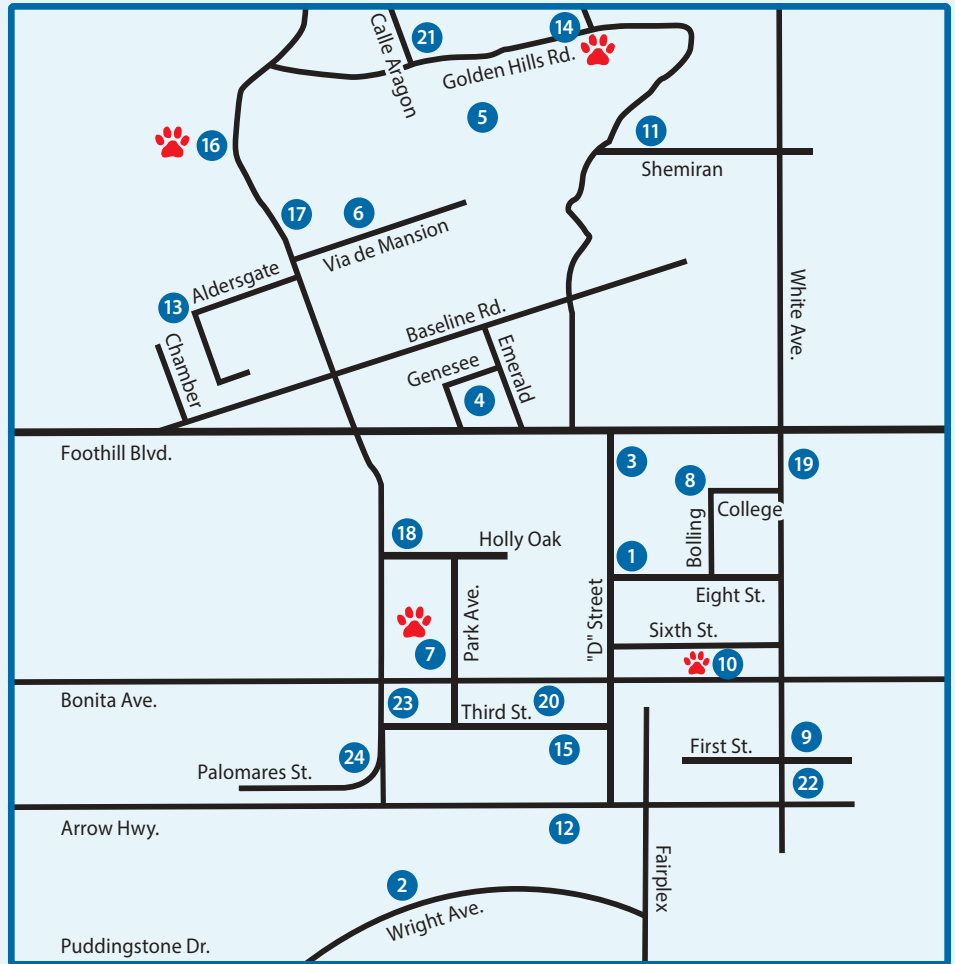 21
14
Calle Aragon
Golden Hills Rd.
5
11
16
Shemiran
17
6
Via de Mansion
Aldersgate
13
White Ave.
Baseline Rd.
Chamber
Genesee
Emerald
4
Foothill Blvd.
3
19
8
College
18
Holly Oak
Bolling
1
Eight St.
Park Ave.
"D" Street
Sixth St.
7
10
Bonita Ave.
23
20
Third St.
15
9
First St.
24
Palomares St.
22
Arrow Hwy.
12
Fairplex
2
Wright Ave.
Puddingstone Dr.